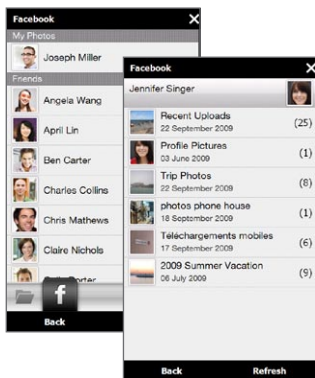 Facebook
My Photos
Joseph Miller
Friends
Angela Wang
April Lin
Ben Carter
Charles Collins
Chris Mathews
Claire Nichols
f
Back
Facebook
Jennifer Singer
Recent Uploads
22 September 2009 (25)
Profile Pictures
03 June 2009 (1)
Trip Photos
22 September 2009 (8)
photos phone house
18 September 2009 (1)
Téléchargements mobiles
17 September 2009 (6)
2009 Summer Vacation
06 July 2009 (9)
Back Refresh